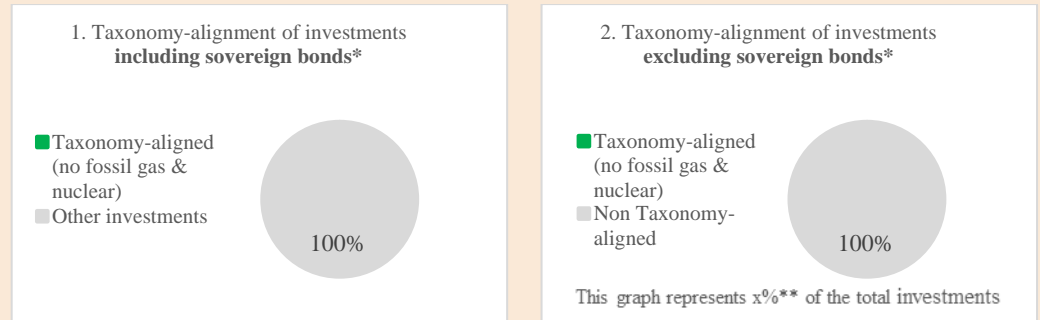 1. Taxonomy-alignment of investments
including sovereign bonds*
Taxonomy-aligned
(no fossil gas &
nuclear)
Other investments
100%
2. Taxonomy-alignment of investments
excluding sovereign bonds*
Taxonomy-aligned
(no fossil gas &
nuclear)
Non Taxonomy-
aligned
100%
This graph represents x%** of the total investments